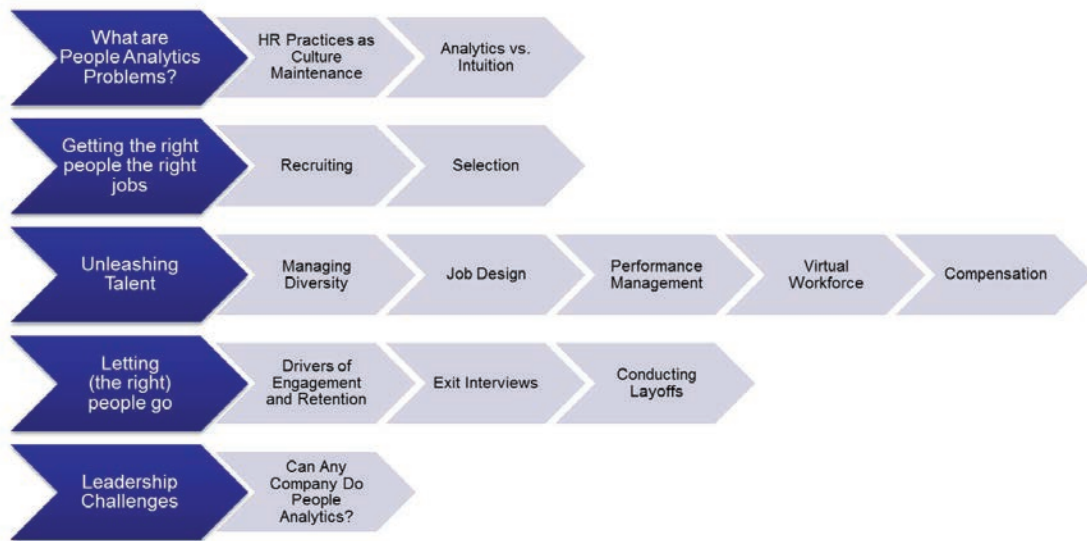 What are
People Analytics
Problems?
HR Practices as
Culture
Maintenance
Analytics vs.
Intuition
Getting the right
people the right
jobs
Recruiting
Selection
Unleashing
Talent
Managing
Diversity
Job Design
Performance
Management
Virtual
Workforce
Compensation
Letting
(the right)
people go
Drivers of
Engagement
and Retention
Exit Interviews
Conducting
Layoffs
Leadership
Challenges
Can Any
Company Do
People
Analytics?